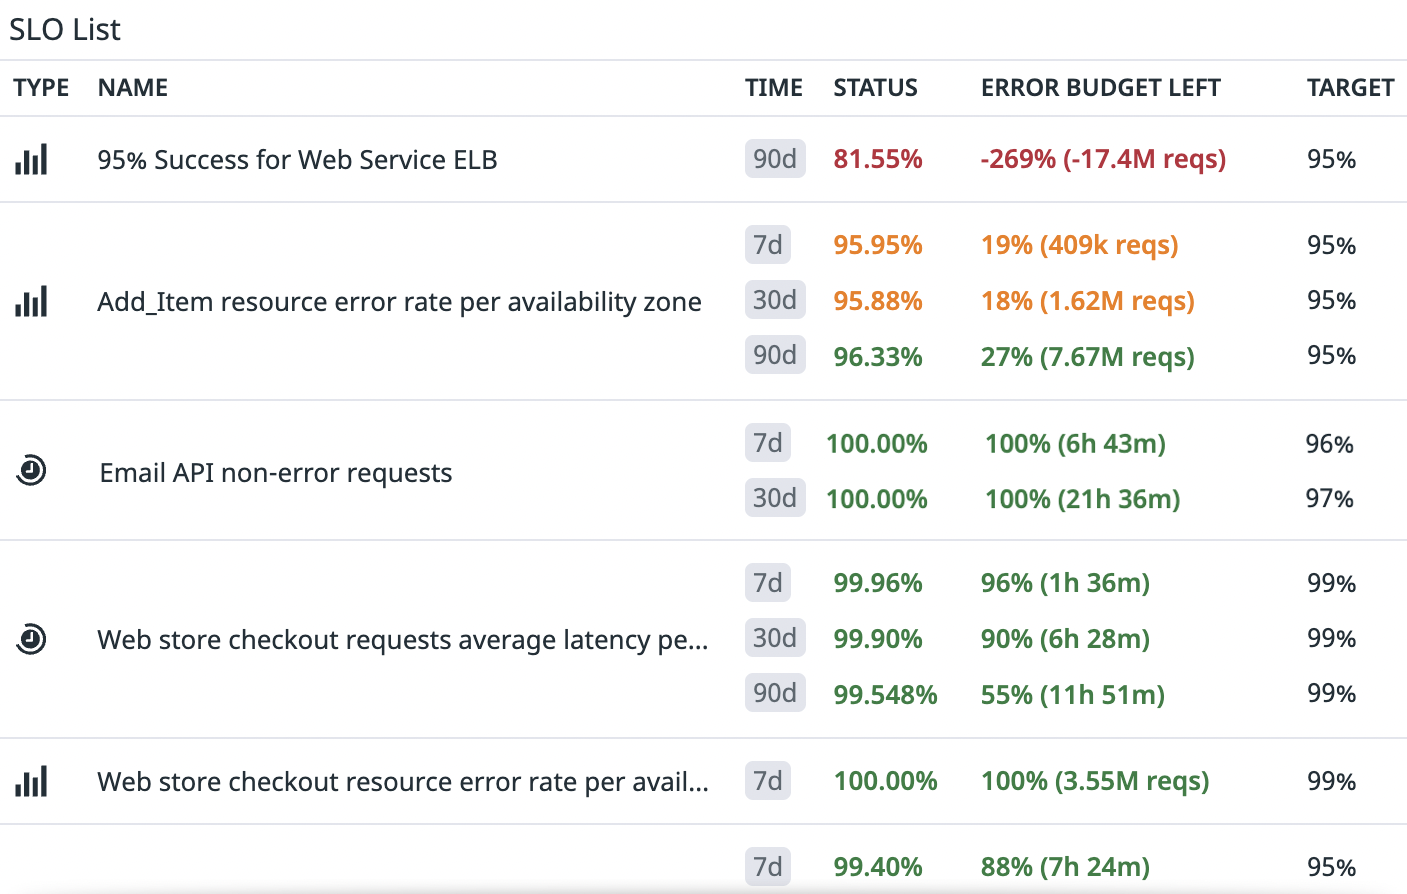 SLO List
TYPE NAME TIME STATUS ERROR BUDGET LEFT TARGET
95% Success for Web Service ELB 90d 81.55% -269% (-17.4M reqs) 95%
7d 95.95% 19% (409k reqs) 95%
Add_Item resource error rate per availability zone 30d 95.88% 18% (1.62M reqs) 95%
90d 96.33% 27% (7.67M reqs) 95%
7d 100.00% 100% (6h 43m) 96%
Email API non-error requests
30d 100.00% 100% (21h 36m) 97%
7d 99.96% 96% (1h 36m) 99%
Web store checkout requests average latency pe... 30d 99.90% 90% (6h 28m) 99%
90d 99.548% 55% (11h 51m) 99%
Web store checkout resource error rate per avail... 7d 100.00% 100% (3.55M reqs) 99%
7d 99.40% 88% (7h 24m) 95%